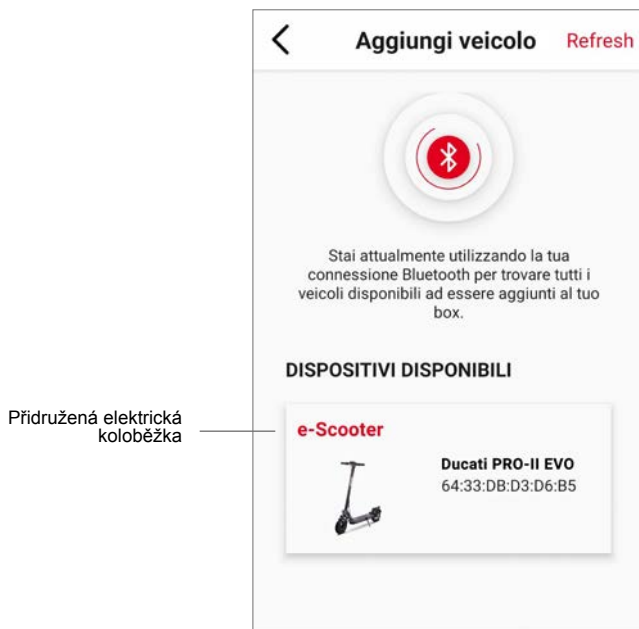 Aggiungi veicolo Refresh
Stai attualmente utilizzando la tua
connessione Bluetooth per trovare tutti i
veicoli disponibili ad essere aggiunti al tuo
box.
DISPOSITIVI DISPONIBILI
Přidružená elektrická
koloběžka
e-Scooter
Ducati PRO-II EVO
64:33:DB:D3:D6:B5